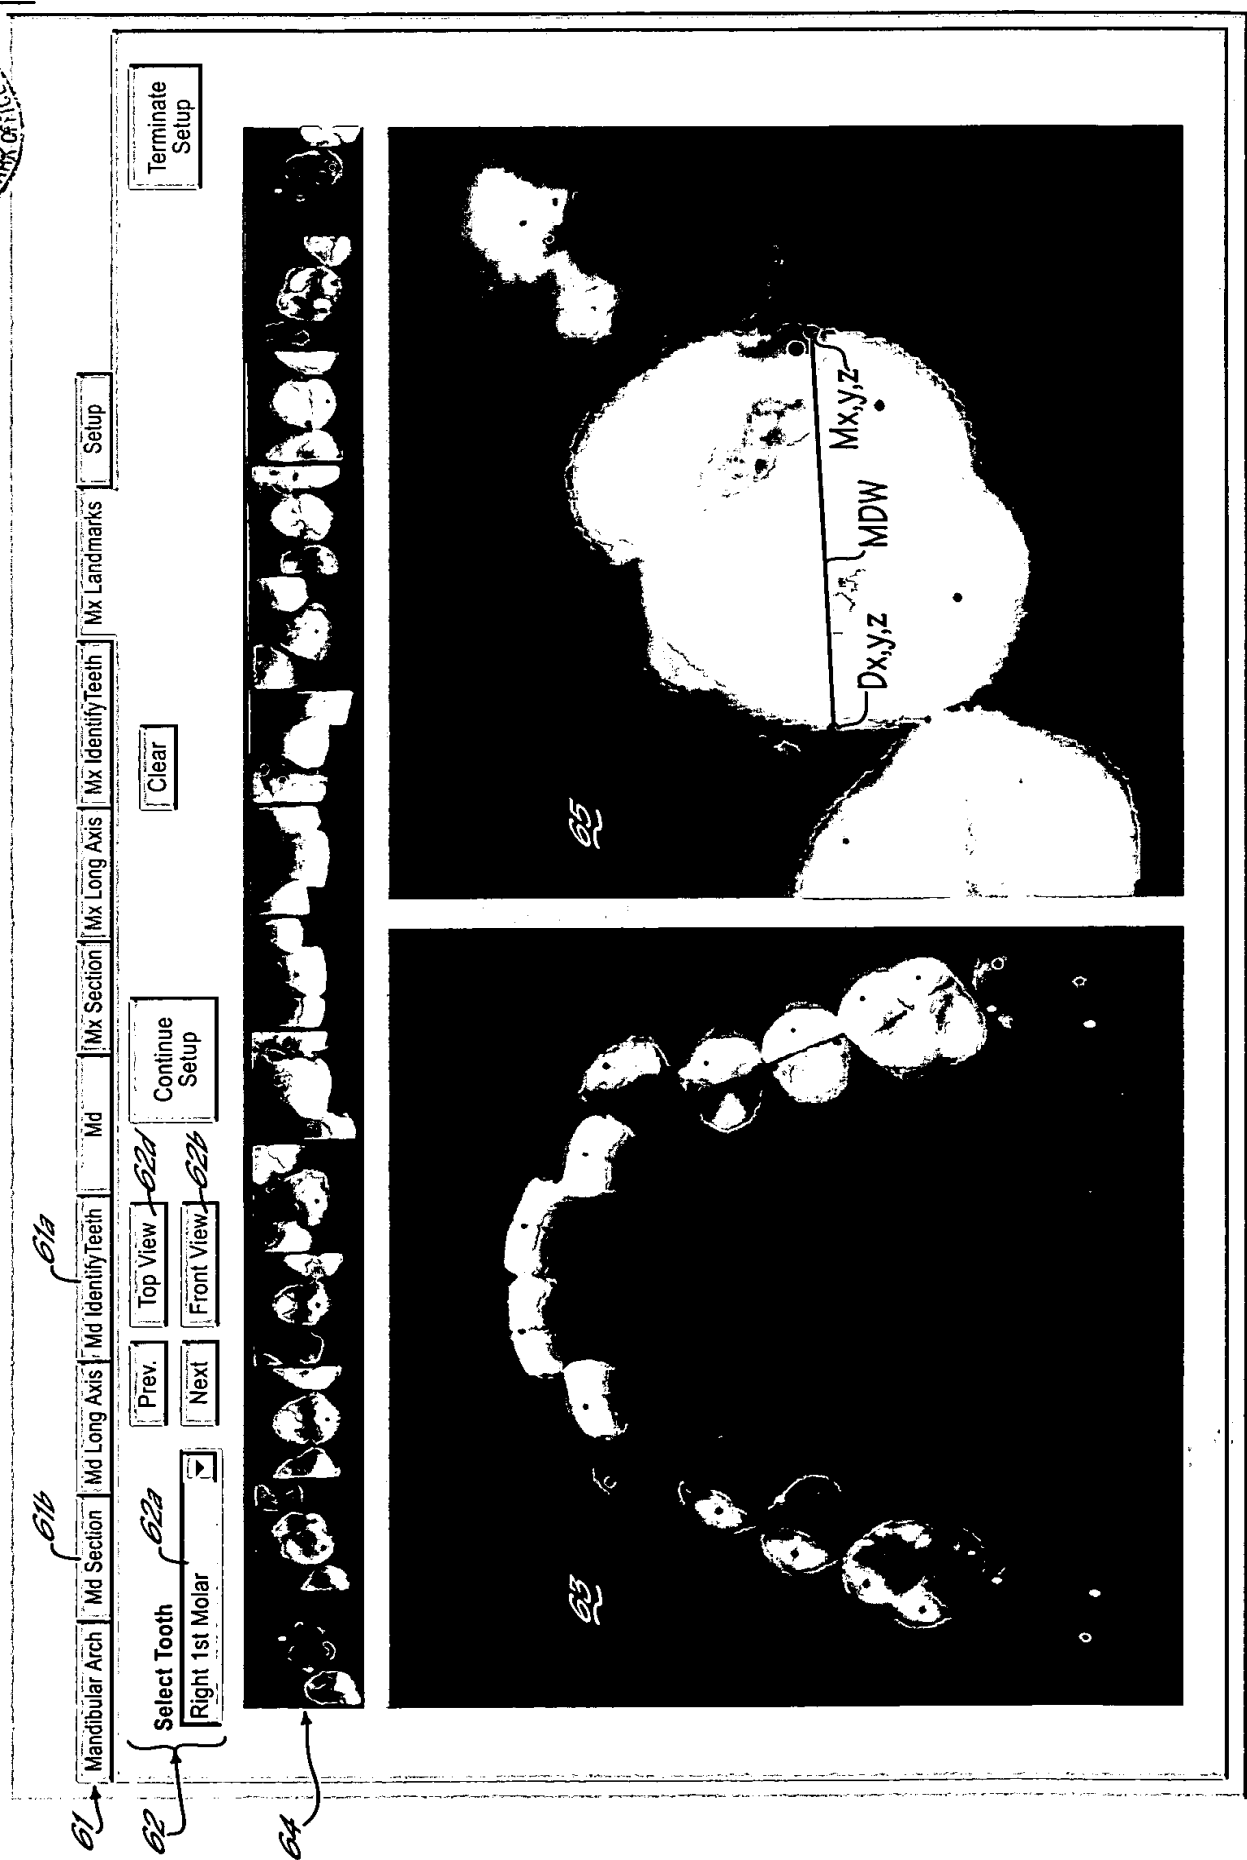 61
Mandibular Arch
Md Section
Md Long Axis
Md IdentifyTeeth
Md
Mx Section
Mx Long Axis
Mx IdentifyTeeth
Mx Landmarks
Setup
61b
61a
62
Select Tooth
62a
Right 1st Molar
Prev.
Next
Top View
62d
Front View
62b
Continue
Setup
Clear
Terminate
Setup
64
63
65
Dx,y,z
MDW
Mx,y,z